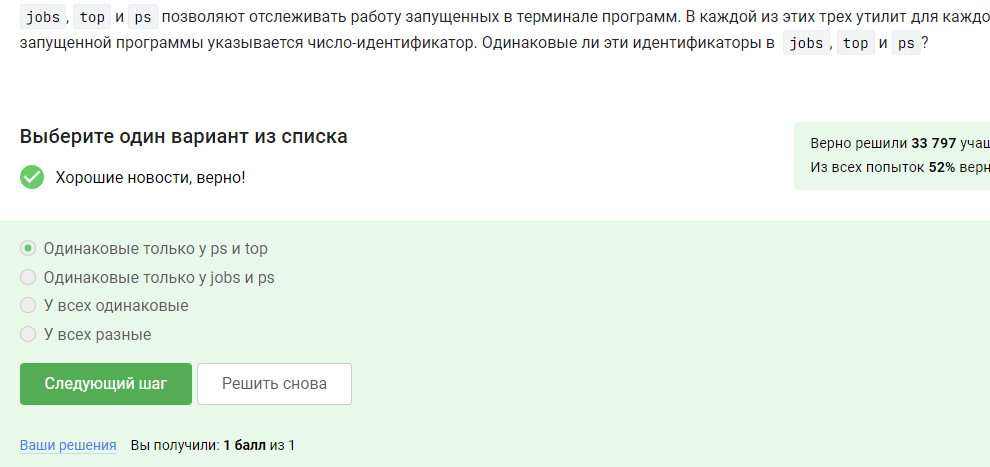 jobs, top и ps позволяют отслеживать работу запущенных в терминале программ. В каждой из этих трех утилит для
запущенной программы указывается число-идентификатор. Одинаковые ли эти идентификаторы в jobs, top и ps?
Выберите один вариант из списка
Хорошие новости, верно!
Верно решили 33 797
Из всех попыток 52%
Одинаковые только у ps и top
Одинаковые только у jobs и ps
У всех одинаковые
У всех разные
Следующий шаг Решить снова
Ваши решения Вы получили: 1 балл из 1